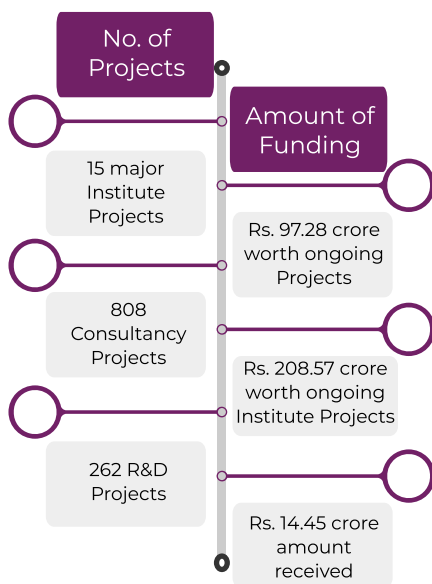 No. of
Projects
Amount of
Funding
15 major
Institute
Projects
Rs. 97.28 crore
worth ongoing
Projects
808
Consultancy
Projects
Rs. 208.57 crore
worth ongoing
Institute Projects
262 R&D
Projects
Rs. 14.45 crore
amount
received